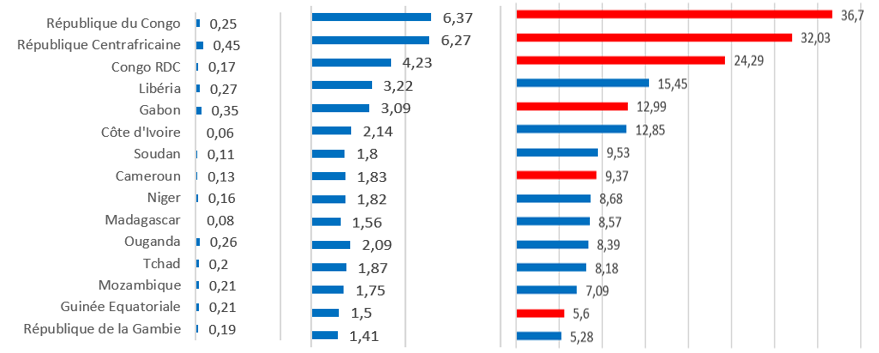 République du Congo 0,25 6,37 36,7
République Centrafricaine 0,45 6,27 32,03
Congo RDC 0,17 4,23 24,29
Libéria 0,27 3,22 15,45
Gabon 0,35 3,09 12,99
Côte d'Ivoire 0,06 2,14 12,85
Soudan 0,11 1,8 9,53
Cameroun 0,13 1,83 9,37
Niger 0,16 1,82 8,68
Madagascar 0,08 1,56 8,57
Ouganda 0,26 2,09 8,39
Tchad 0,2 1,87 8,18
Mozambique 0,21 1,75 7,09
Guinée Equatoriale 0,21 1,5 5,6
République de la Gambie 0,19 1,41 5,28